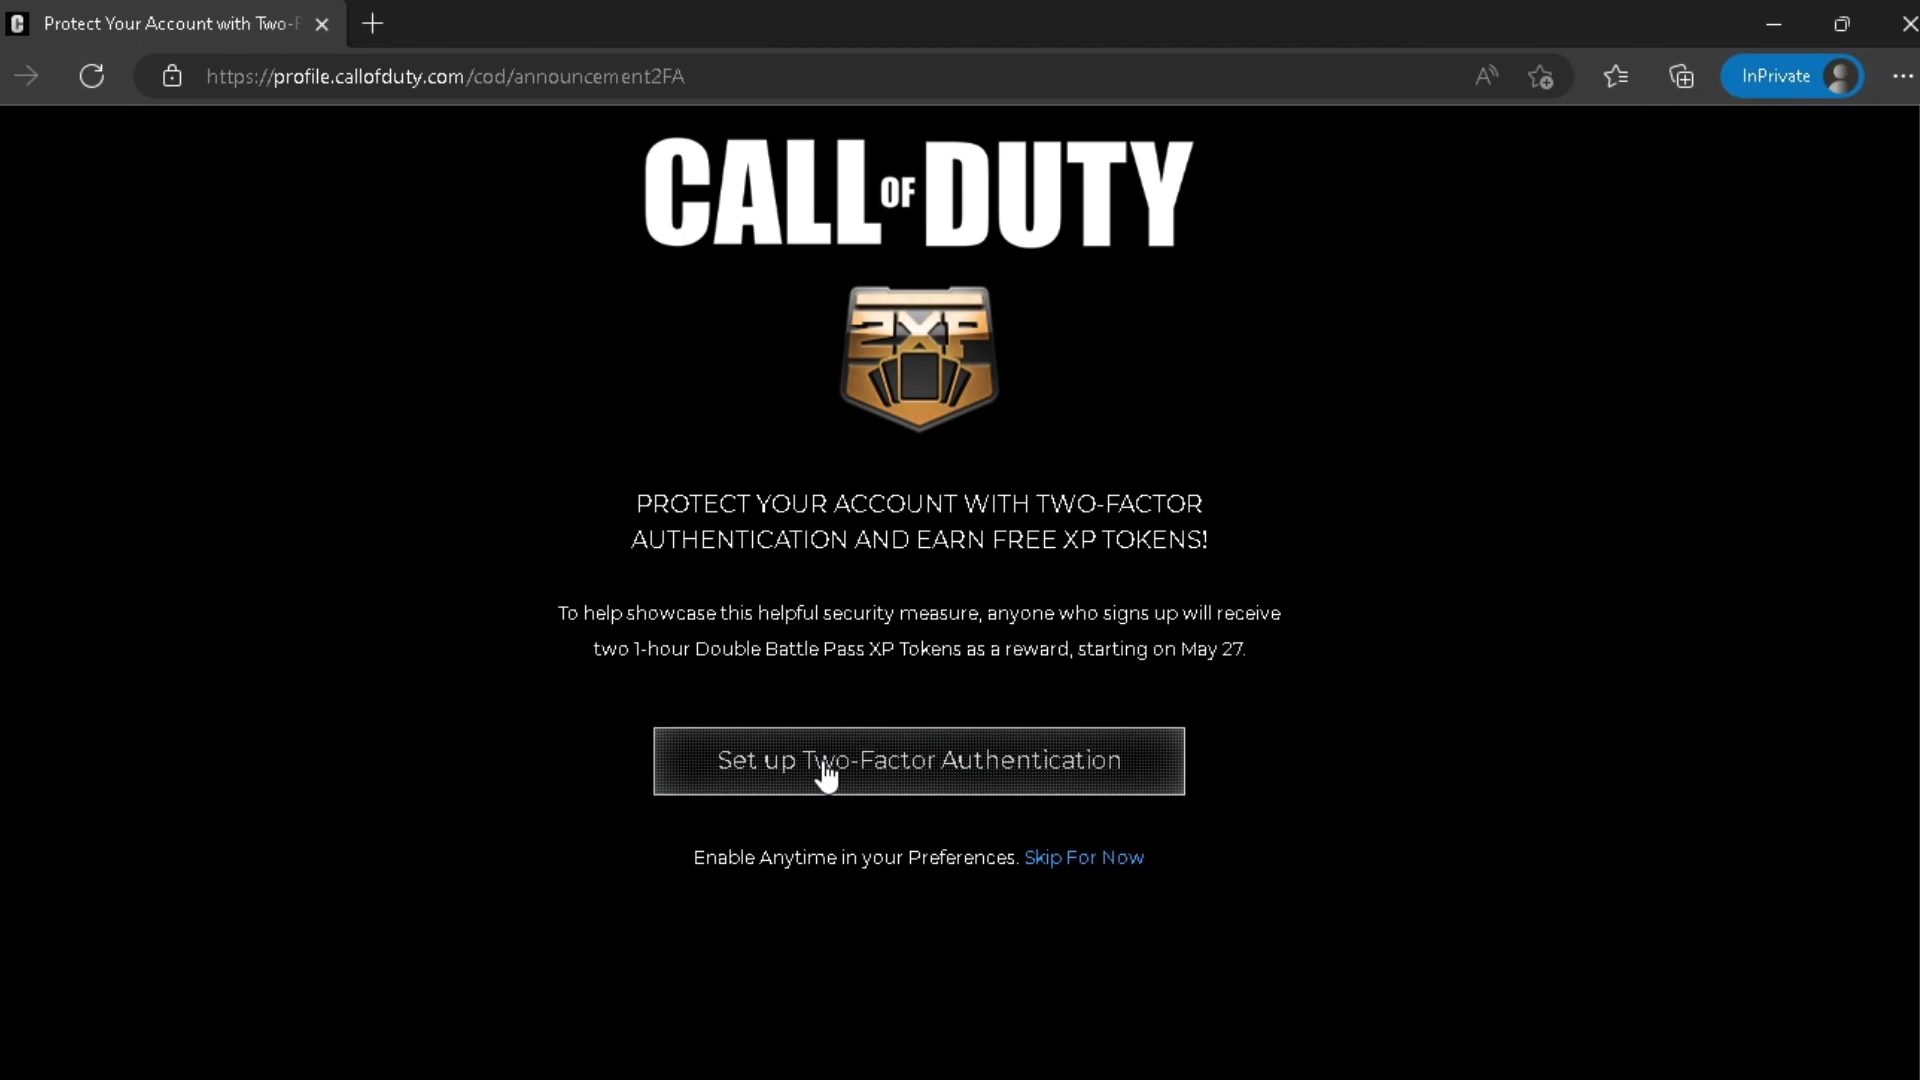 Protect Your Account with Two-F
https://profile.callofduty.com/cod/announcement2FA
InPrivate
CALL OF DUTY
2XP
PROTECT YOUR ACCOUNT WITH TWO-FACTOR
AUTHENTICATION AND EARN FREE XP TOKENS!
To help showcase this helpful security measure, anyone who signs up will receive
two 1-hour Double Battle Pass XP Tokens as a reward, starting on May 27.
Set up Two-Factor Authentication
Enable Anytime in your Preferences. Skip For Now